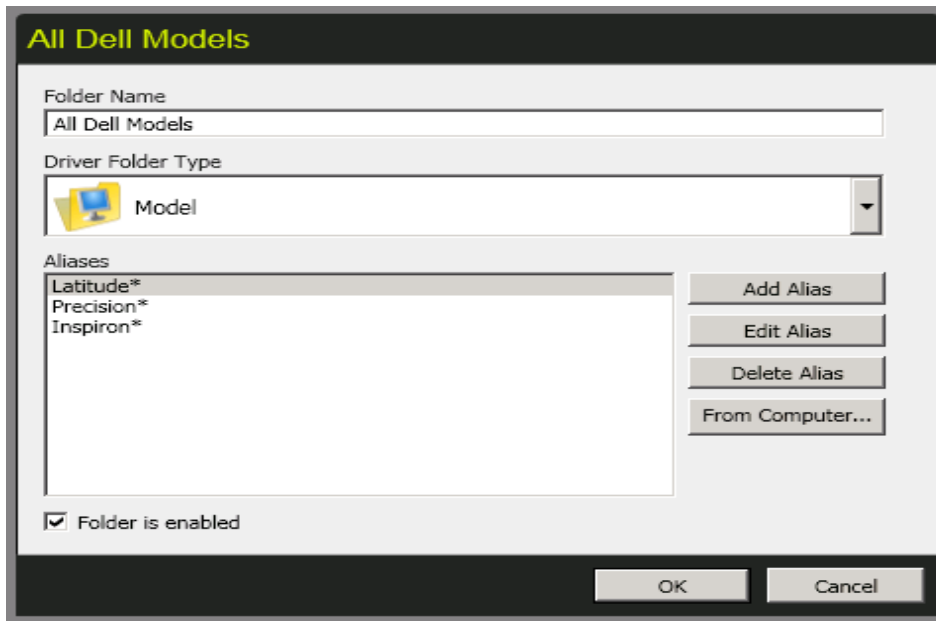 All Dell Models
Folder Name
All Dell Models
Driver Folder Type
Model
Aliases
Latitude*
Precision*
Inspiron*
Add Alias
Edit Alias
Delete Alias
From Computer...
Folder is enabled
OK
Cancel